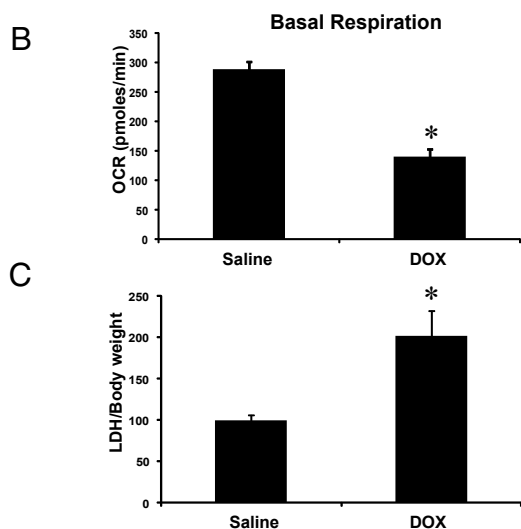 B
Basal Respiration
OCR (pmoles/min)
350
300
250
200
150
100
50
0
*
Saline DOX
C
LDH/Body weight
250
200
150
100
50
0
*
Saline DOX